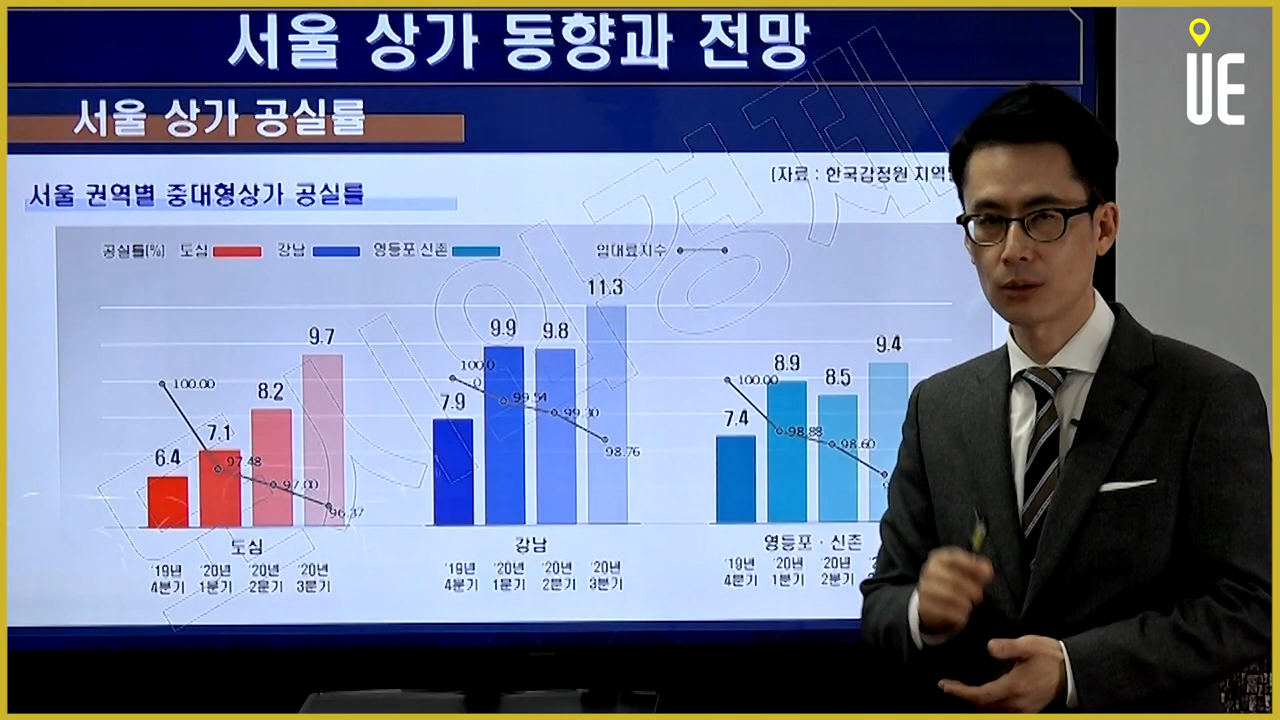 서울 상가 동향과 전망
UE
서울 상가 공실률
(자료 : 한국감정원 지역별
서울 권역별 중대형상가 공실률
공실률(%) 도심 강남 영등포신촌 임대료지수
6.4 7.1 8.2 9.7
100.00 97.48 97.00 96.37
7.9 9.9 9.8 11.3
100.00 99.54 99.30 98.76
7.4 8.9 8.5 9.4
100.00 98.88 98.60
도심 강남 영등포 · 신촌
'19년 '20년 '20년 '20년 '19년 '20년 '20년 '20년 '19년 '20년 '20년
4분기 1분기 2분기 3분기 4분기 1분기 2분기 3분기 4분기 1분기 2분기
도시와경제